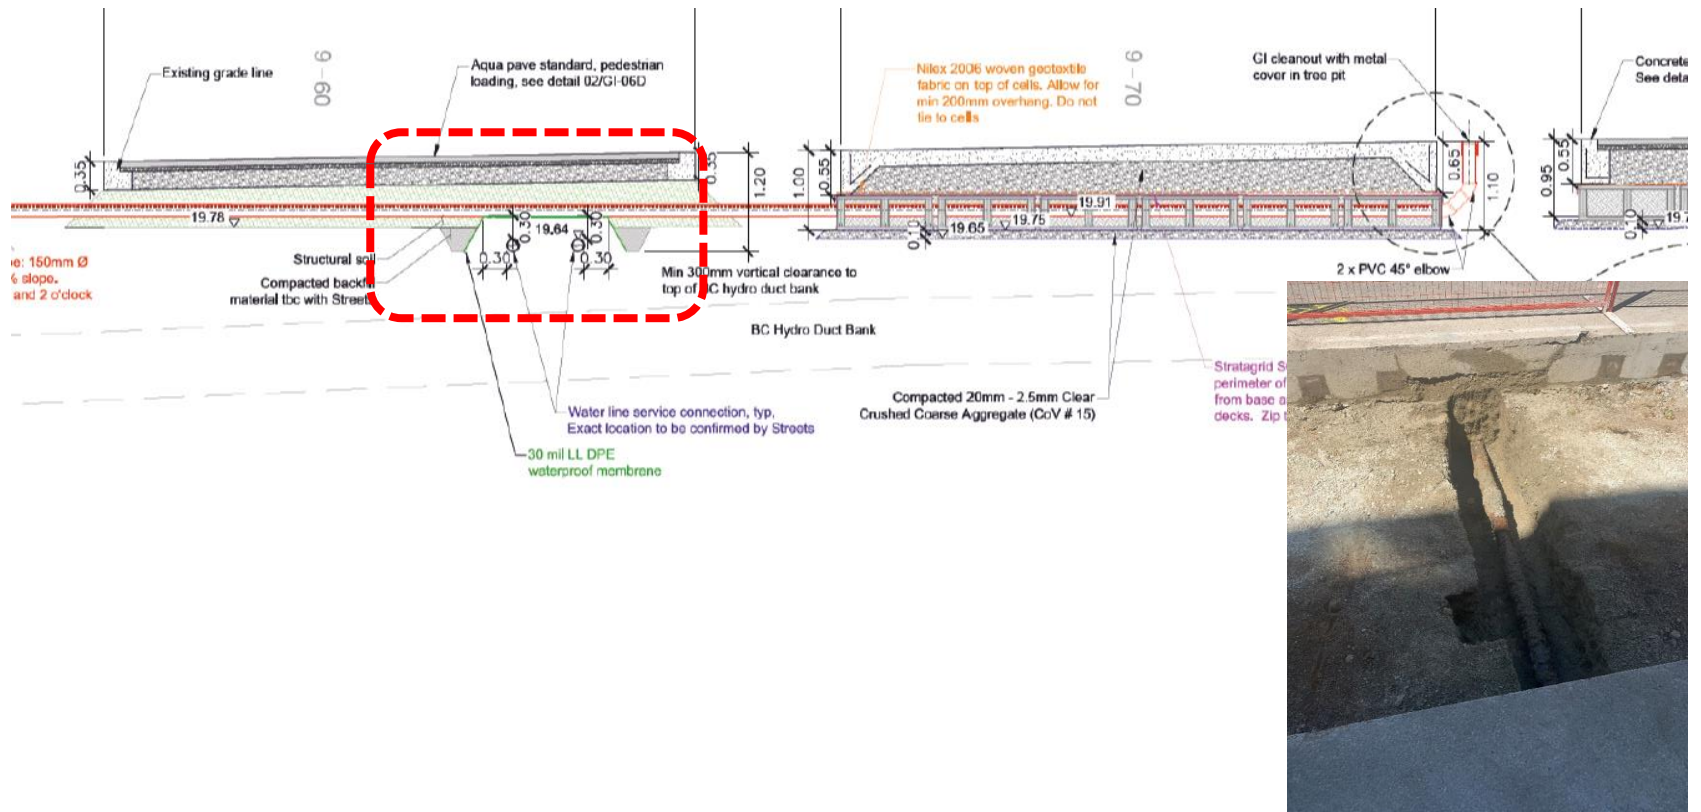 Existing grade line
09-6
Aqua pave standard, pedestrian
loading, see detail 02/GI-06D
Nilex 2006 woven geotextile
fabric on top of cells. Allow for
min 200mm overhang. Do not
tie to cells
9-70
GI cleanout with metal
cover in tree pit
Concrete
See deta
0.35
0.35
1.20
1.00
0.55
0.65
1.10
0.95
0.55
19.78
0.30
19.64
0.30
0.30
0.30
19.91
19.75
19.65
0.10
0.10
19.7
e: 150mm Ø
% slope.
and 2 o'clock
Structural soil
Compacted backfill
material tbc with Streets
Min 300mm vertical clearance to
top of BC hydro duct bank
2 x PVC 45° elbow
BC Hydro Duct Bank
Water line service connection, typ.
Exact location to be confirmed by Streets
30 mil LL DPE
waterproof membrane
Compacted 20mm - 2.5mm Clear
Crushed Coarse Aggregate (CoV # 15)
Stratagrid S
perimeter of
from base a
decks. Zip t